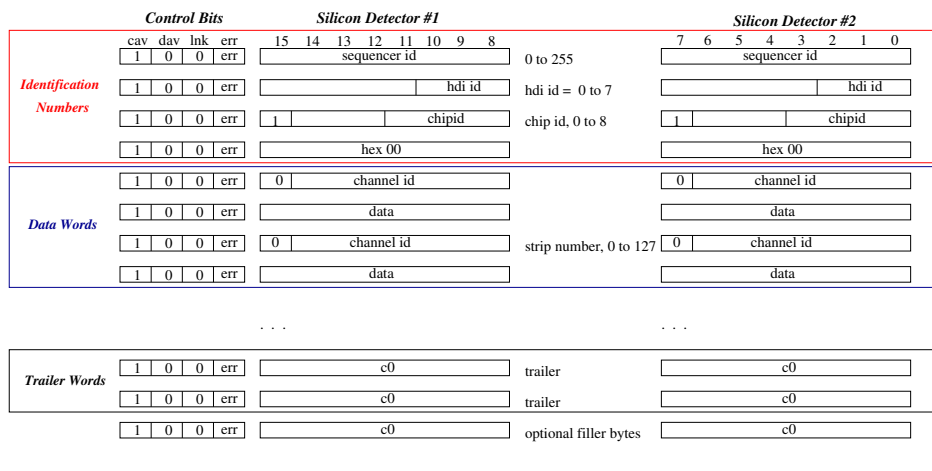 Control Bits Silicon Detector #1 Silicon Detector #2
cav dav lnk err 15 14 13 12 11 10 9 8 7 6 5 4 3 2 1 0
1 0 0 err sequencer id 0 to 255 sequencer id
Identification
1 0 0 err hdi id hdi id = 0 to 7 hdi id
Numbers
1 0 0 err 1 chipid chip id, 0 to 8 1 chipid
1 0 0 err hex 00 hex 00
1 0 0 err 0 channel id 0 channel id
Data Words
1 0 0 err data data
1 0 0 err 0 channel id strip number, 0 to 127 0 channel id
1 0 0 err data data
. . . . . .
Trailer Words
1 0 0 err c0 trailer c0
1 0 0 err c0 trailer c0
1 0 0 err c0 optional filler bytes c0